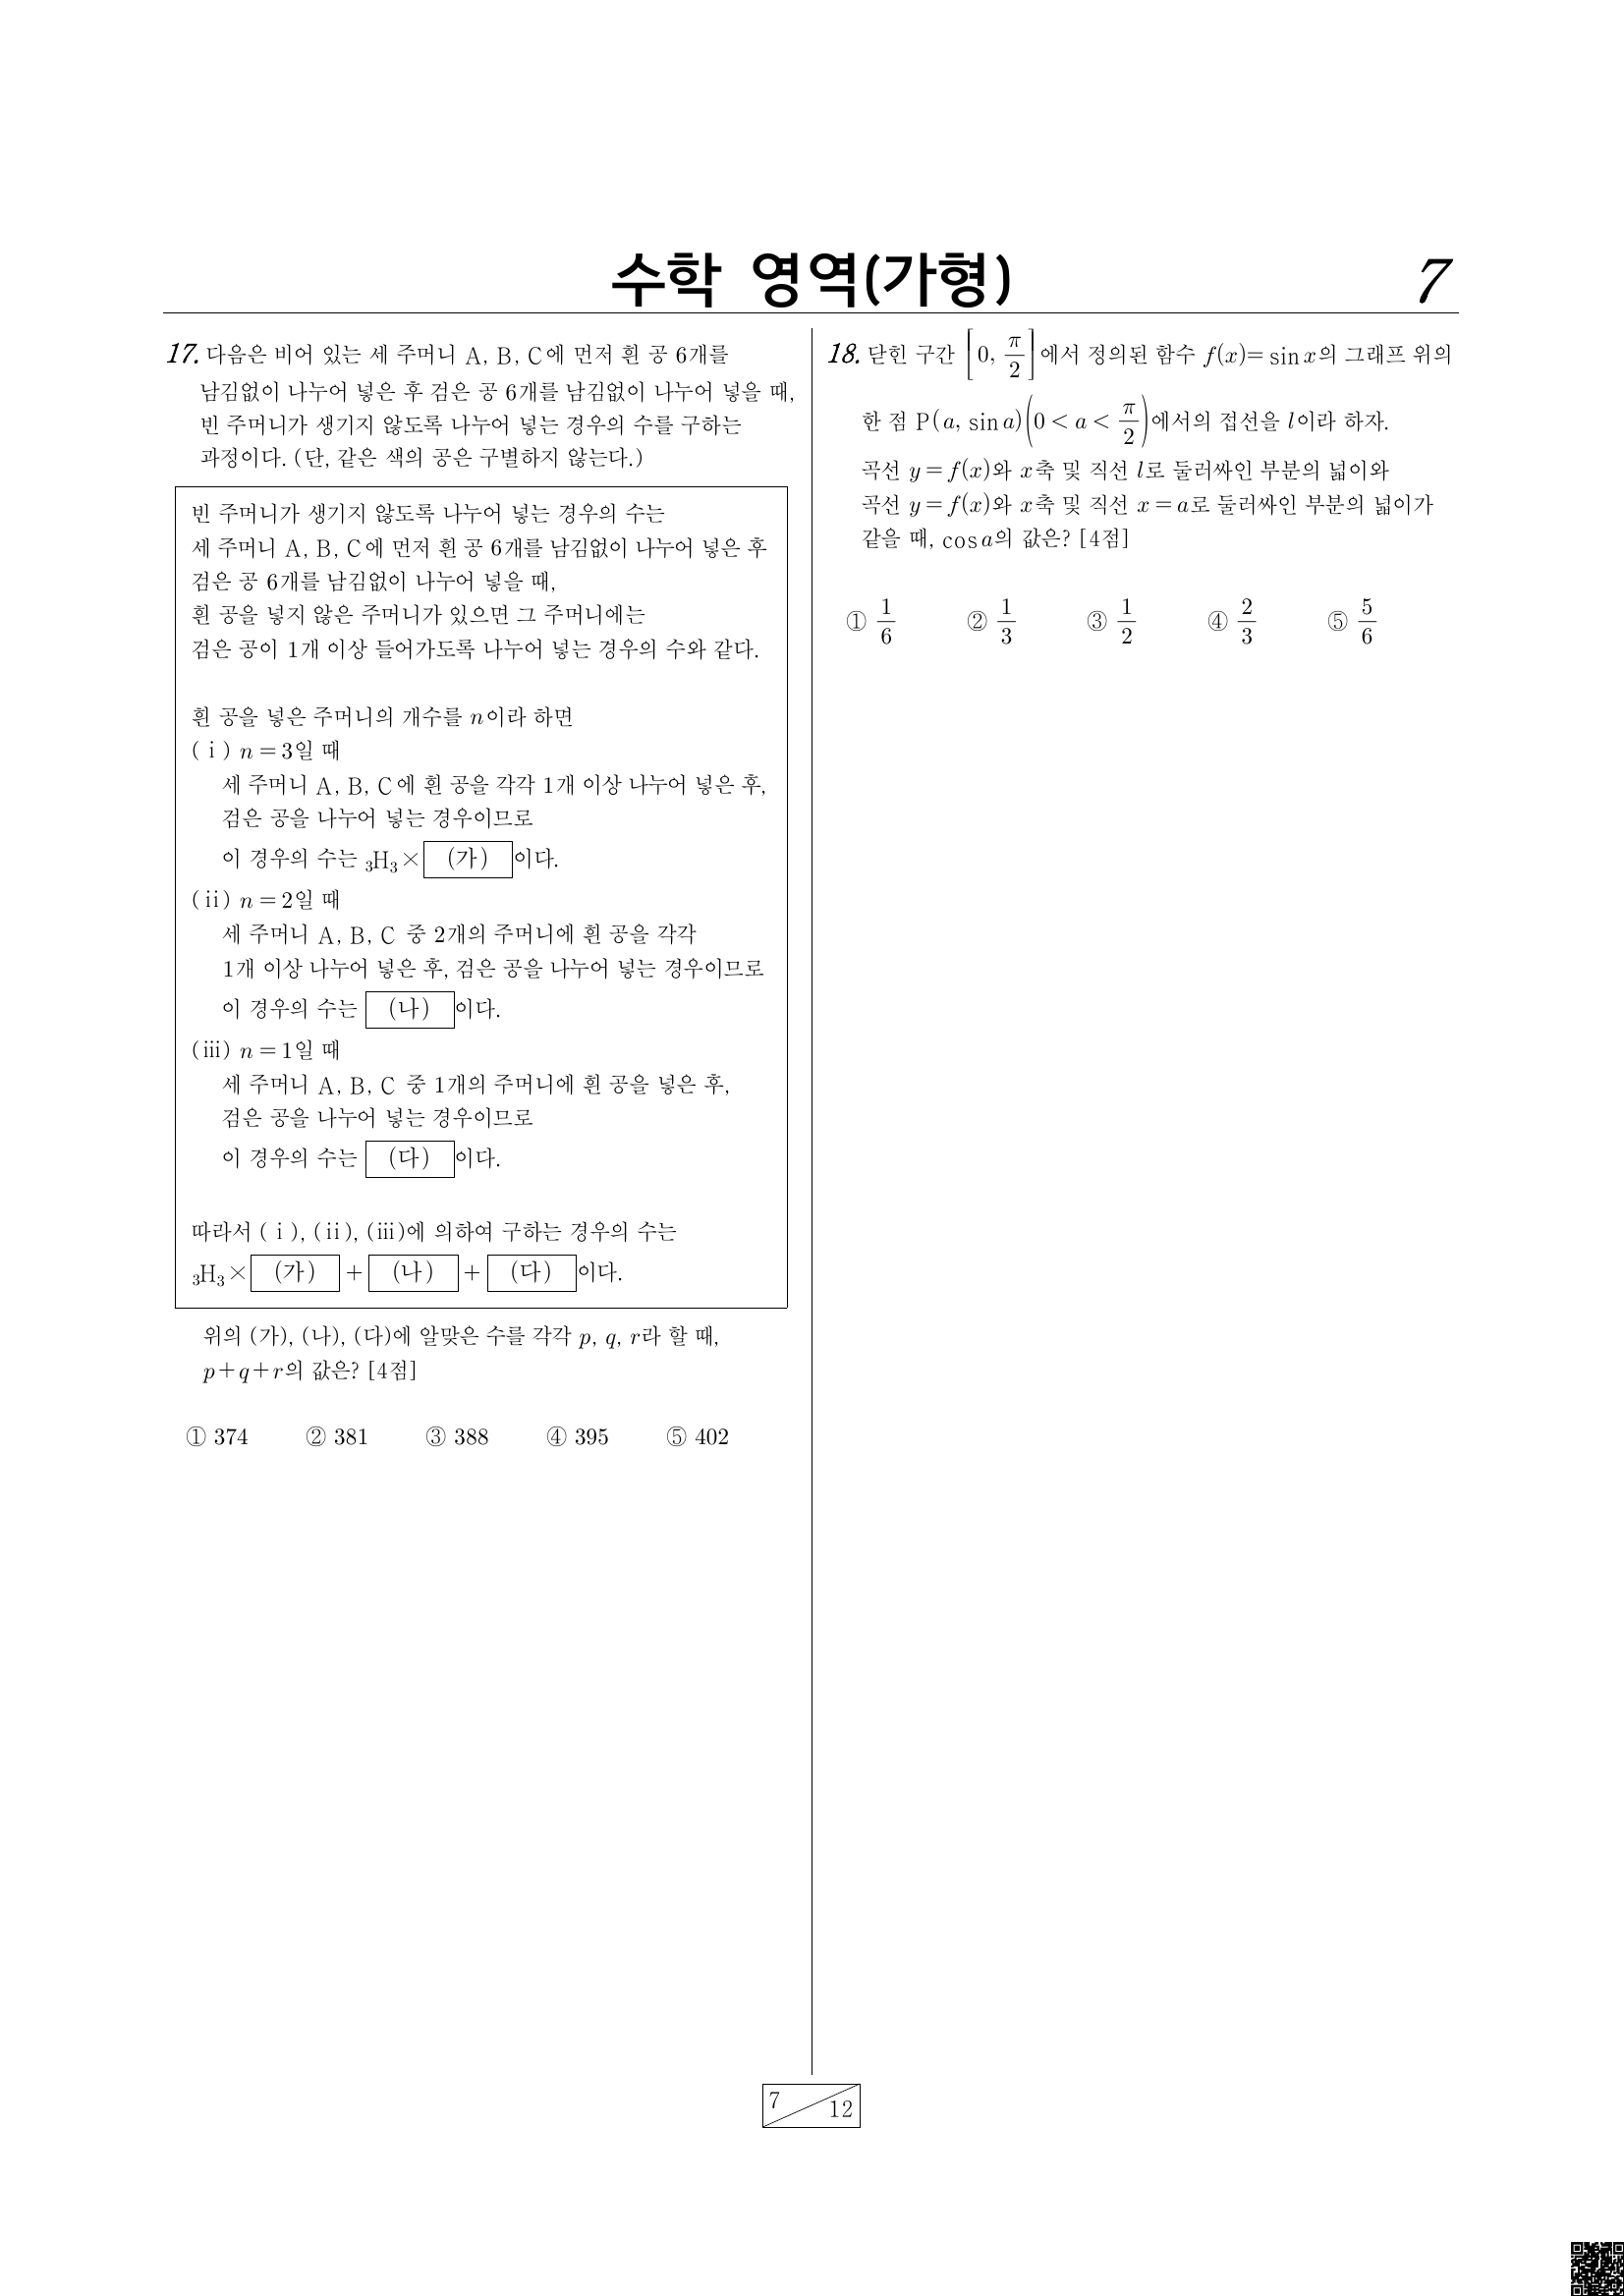 수학 영역(가형)
7
17. 다음은 비어 있는 세 주머니 A, B, C에 먼저 흰 공 6개를
남김없이 나누어 넣은 후 검은 공 6개를 남김없이 나누어 넣을 때,
빈 주머니가 생기지 않도록 나누어 넣는 경우의 수를 구하는
과정이다. (단, 같은 색의 공은 구별하지 않는다.)
빈 주머니가 생기지 않도록 나누어 넣는 경우의 수는
세 주머니 A, B, C에 먼저 흰 공 6개를 남김없이 나누어 넣은 후
검은 공 6개를 남김없이 나누어 넣을 때,
흰 공을 넣지 않은 주머니가 있으면 그 주머니에는
검은 공이 1개 이상 들어가도록 나누어 넣는 경우의 수와 같다.
흰 공을 넣은 주머니의 개수를 n이라 하면
(ⅰ) n=3일 때
세 주머니 A, B, C에 흰 공을 각각 1개 이상 나누어 넣은 후,
검은 공을 나누어 넣는 경우이므로
이 경우의 수는 ₃H₃× (가) 이다.
(ⅱ) n=2일 때
세 주머니 A, B, C 중 2개의 주머니에 흰 공을 각각
1개 이상 나누어 넣은 후, 검은 공을 나누어 넣는 경우이므로
이 경우의 수는 (나) 이다.
(ⅲ) n=1일 때
세 주머니 A, B, C 중 1개의 주머니에 흰 공을 넣은 후,
검은 공을 나누어 넣는 경우이므로
이 경우의 수는 (다) 이다.
따라서 (ⅰ), (ⅱ), (ⅲ)에 의하여 구하는 경우의 수는
₃H₃× (가) + (나) + (다) 이다.
위의 (가), (나), (다)에 알맞은 수를 각각 p, q, r라 할 때,
p+q+r의 값은? [4점]
① 374 ② 381 ③ 388 ④ 395 ⑤ 402
18. 닫힌 구간 [0, π/2]에서 정의된 함수 f(x)=sin x의 그래프 위의
한 점 P(a, sin a)(0<a<π/2)에서의 접선을 l이라 하자.
곡선 y=f(x)와 x축 및 직선 l로 둘러싸인 부분의 넓이와
곡선 y=f(x)와 x축 및 직선 x=a로 둘러싸인 부분의 넓이가
같을 때, cos a의 값은? [4점]
① 1/6 ② 1/3 ③ 1/2 ④ 2/3 ⑤ 5/6
7 12